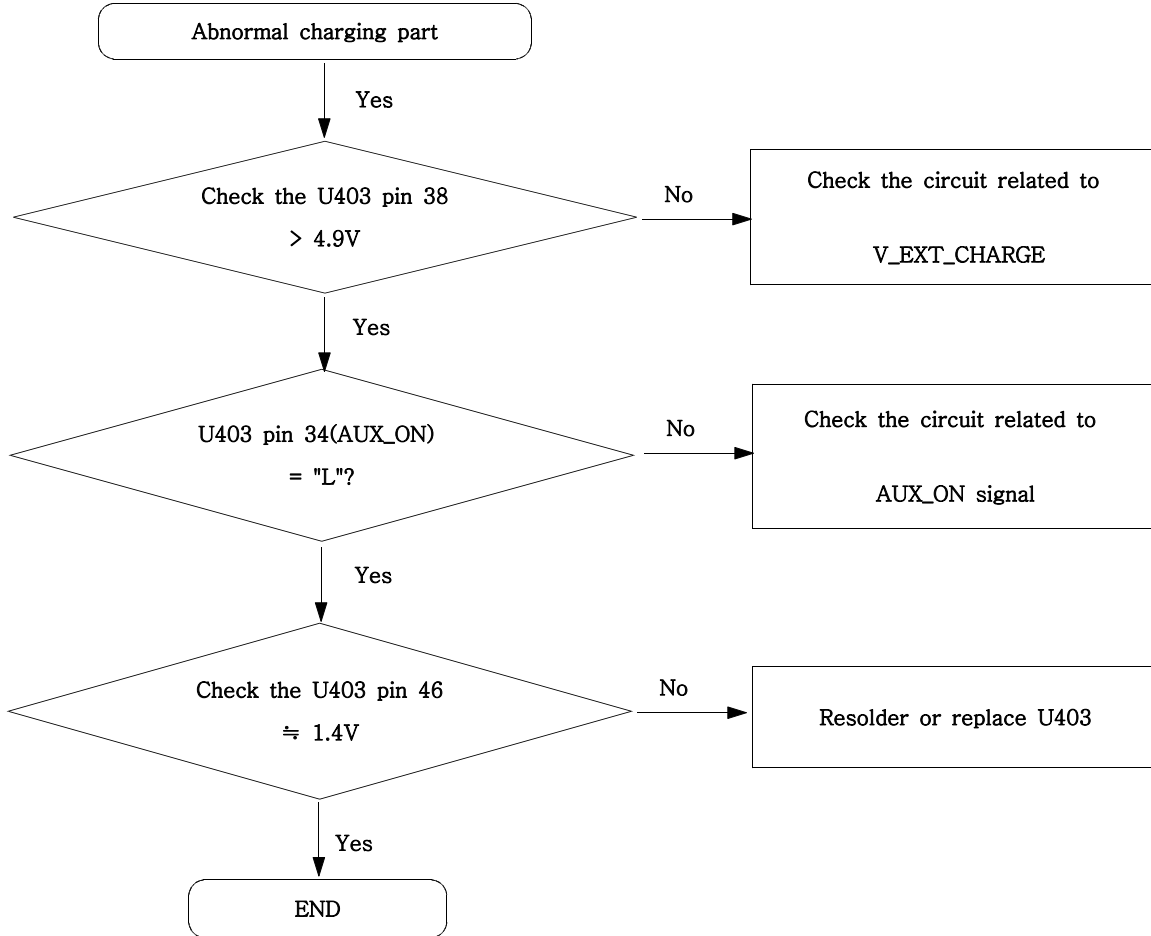 Abnormal charging part
Yes
Check the U403 pin 38
> 4.9V
No
Check the circuit related to
V_EXT_CHARGE
Yes
U403 pin 34(AUX_ON)
= "L"?
No
Check the circuit related to
AUX_ON signal
Yes
Check the U403 pin 46
≒ 1.4V
No
Resolder or replace U403
Yes
END